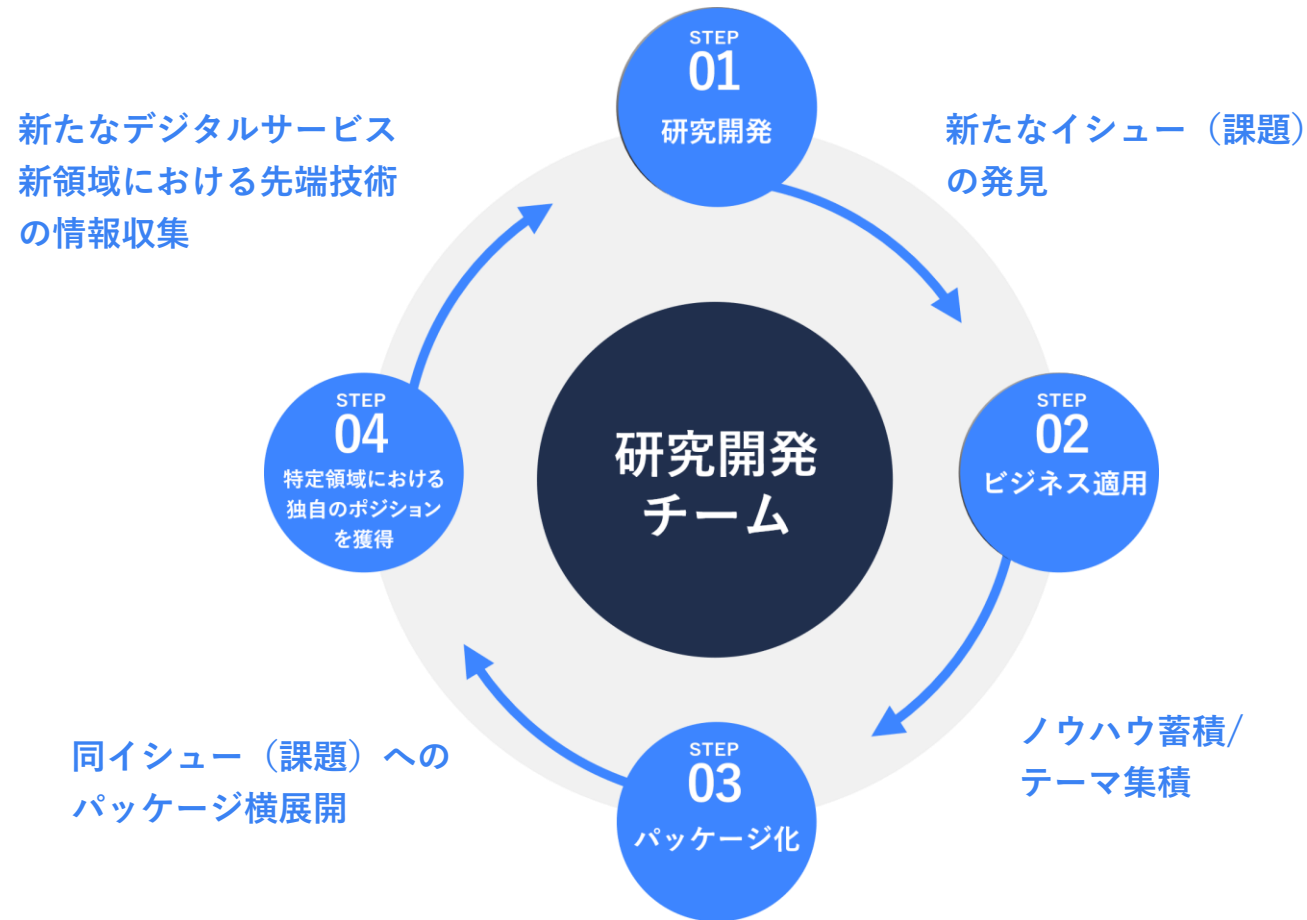 STEP
01
研究開発
新たなイシュー（課題）
の発見
STEP
02
ビジネス適用
ノウハウ蓄積/
テーマ集積
STEP
03
パッケージ化
同イシュー（課題）への
パッケージ横展開
STEP
04
特定領域における
独自のポジション
を獲得
新たなデジタルサービス
新領域における先端技術
の情報収集
研究開発
チーム